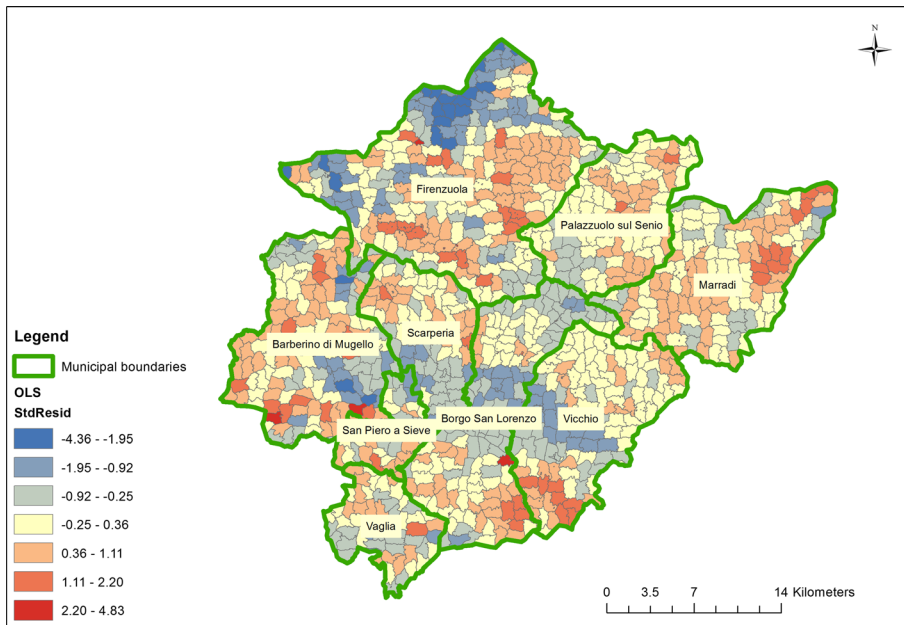 N
Firenzuola
Palazzuolo sul Senio
Marradi
Scarperia
Barberino di Mugello
Borgo San Lorenzo
Vicchio
San Piero a Sieve
Vaglia
Legend
Municipal boundaries
OLS
StdResid
-4.36 - -1.95
-1.95 - -0.92
-0.92 - -0.25
-0.25 - 0.36
0.36 - 1.11
1.11 - 2.20
2.20 - 4.83
0 3.5 7 14 Kilometers